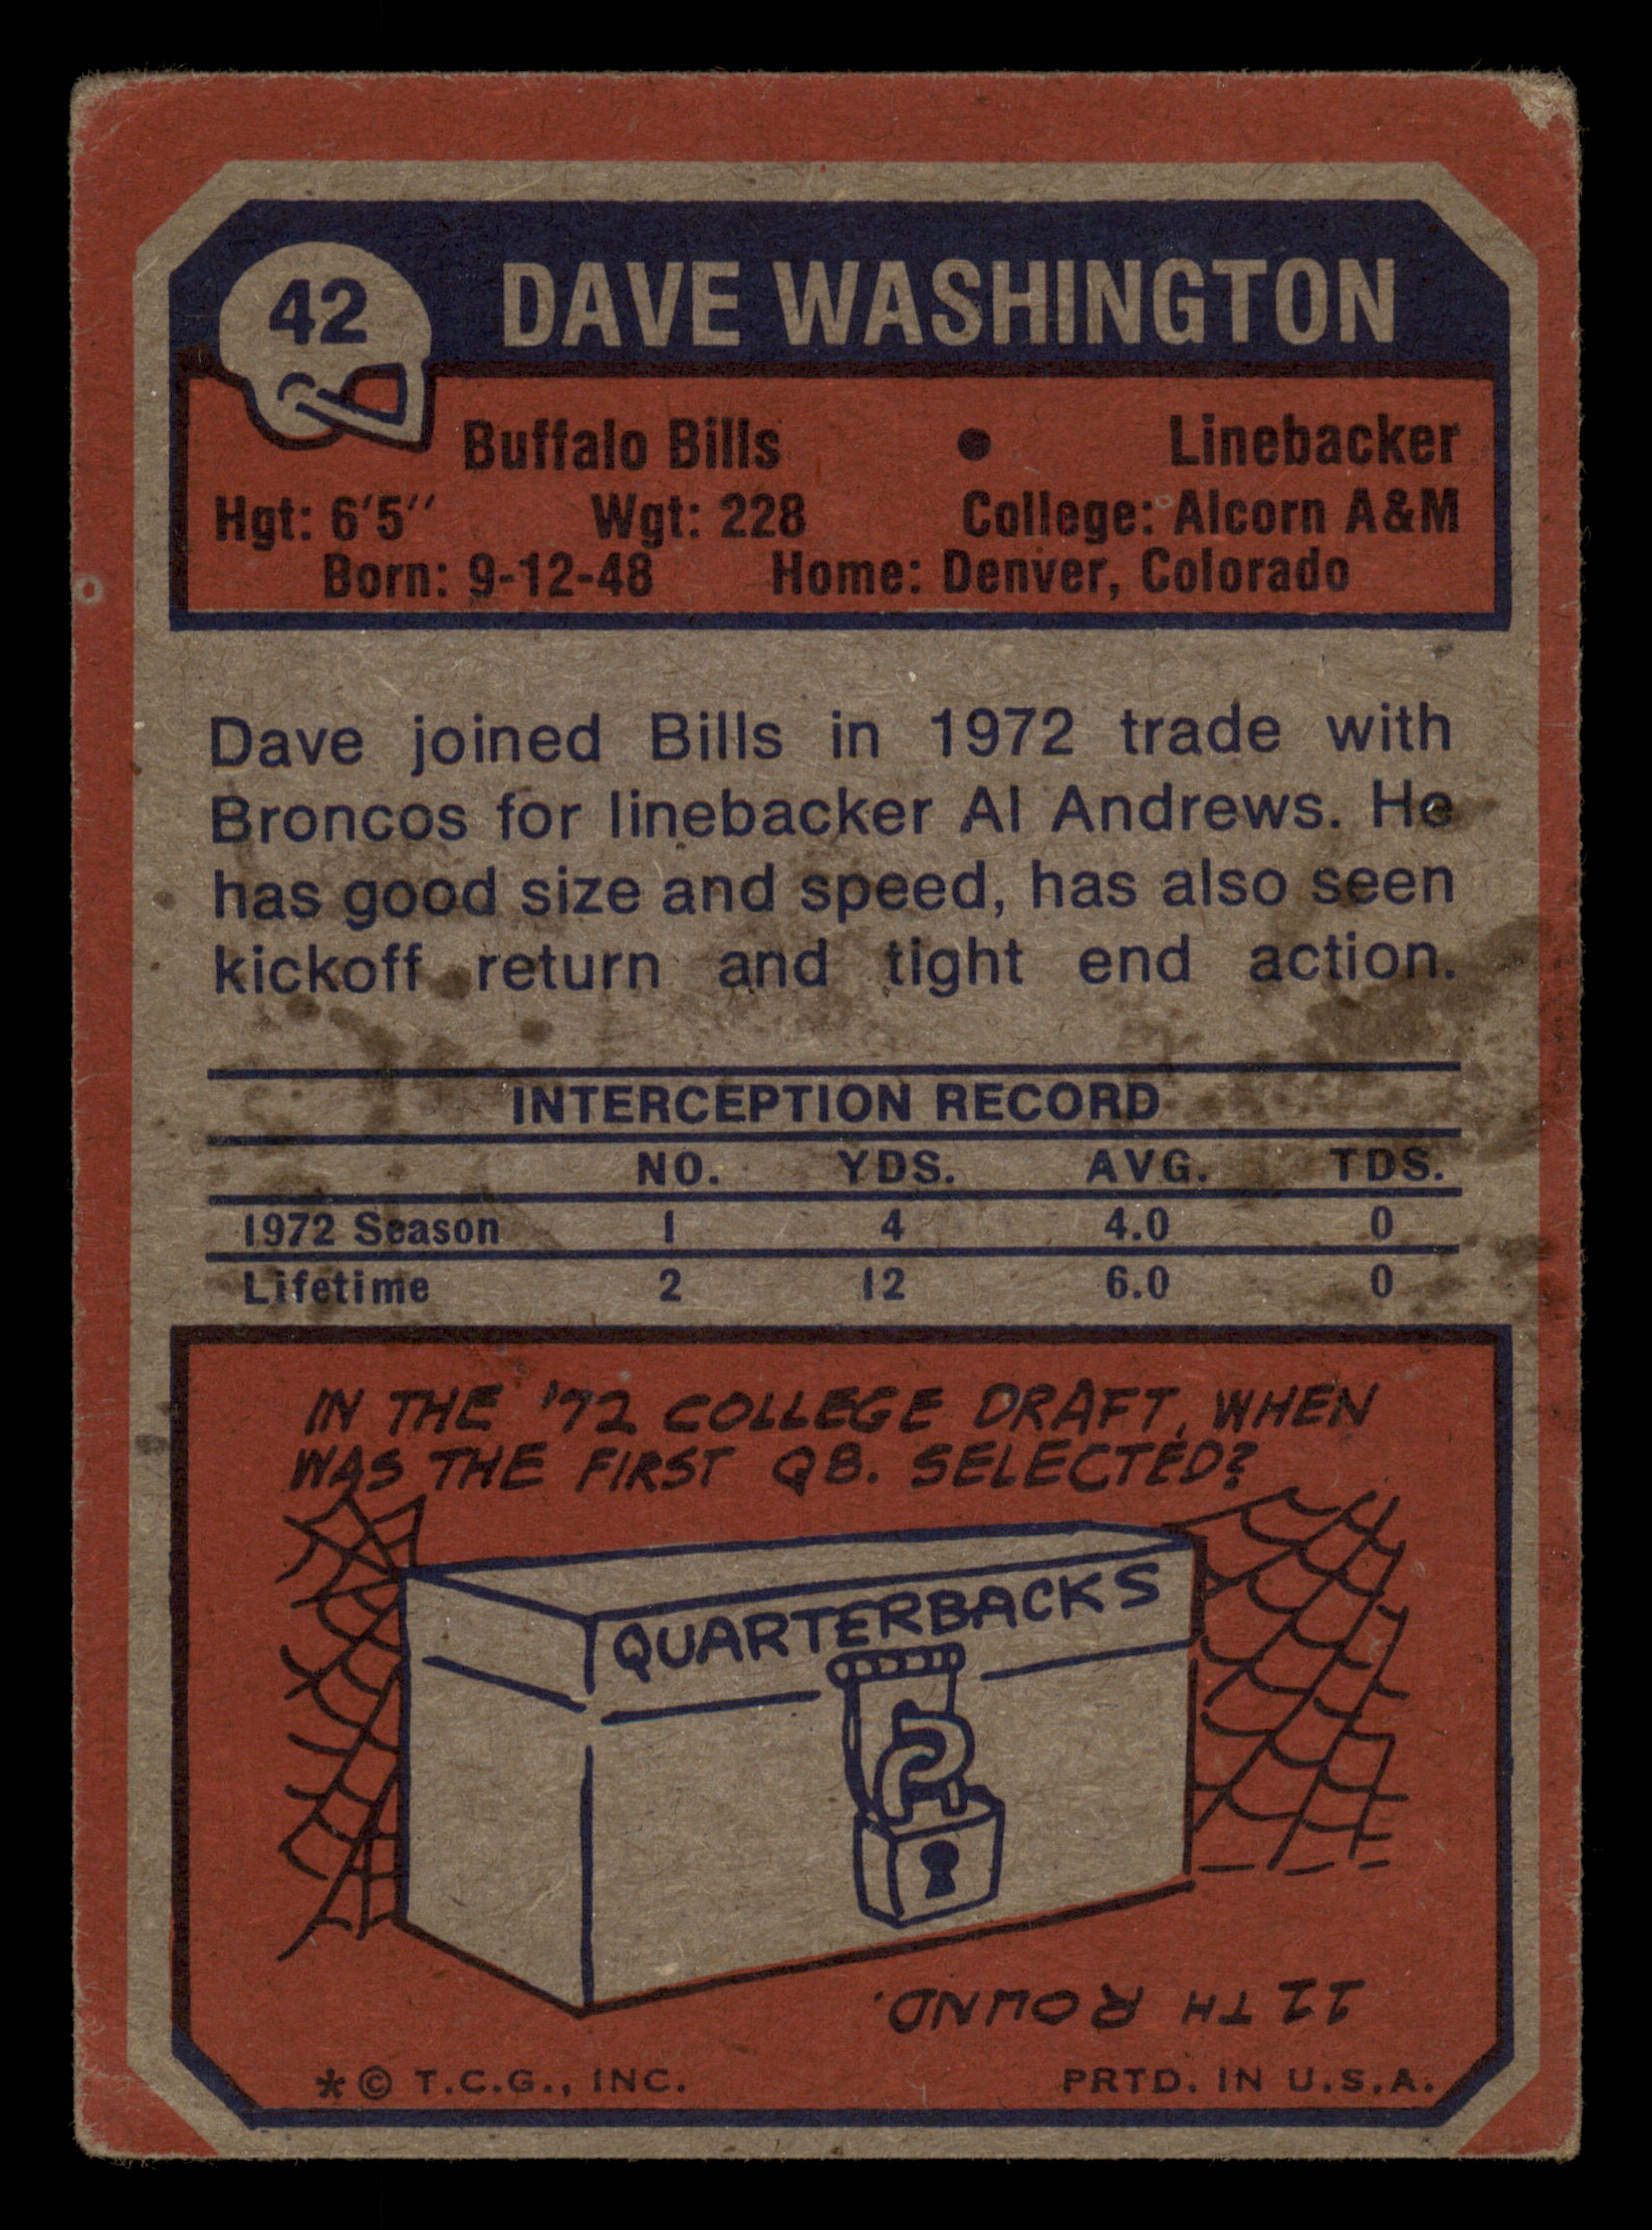 42
DAVE WASHINGTON
Buffalo Bills ● Linebacker
Hgt: 6'5" Wgt: 228 College: Alcorn A&M
Born: 9-12-48 Home: Denver, Colorado
Dave joined Bills in 1972 trade with
Broncos for linebacker Al Andrews. He
has good size and speed, has also seen
kickoff return and tight end action.
INTERCEPTION RECORD
NO. YDS. AVG. TDS.
1972 Season 1 4 4.0 0
Lifetime 2 12 6.0 0
IN THE '72 COLLEGE DRAFT, WHEN
WAS THE FIRST QB. SELECTED?
QUARTERBACKS
11TH ROUND.
*© T.C.G., INC. PRTD. IN U.S.A.